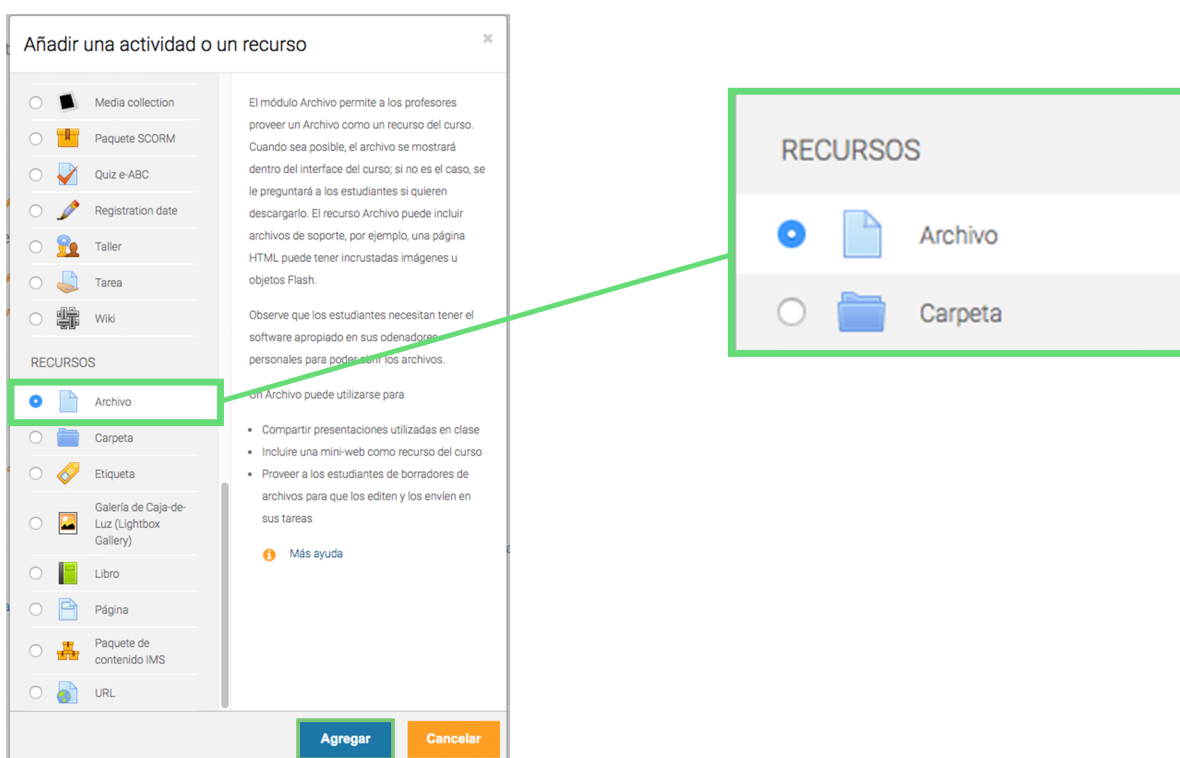 Añadir una actividad o un recurso
×
Media collection
Paquete SCORM
Quiz e-ABC
Registration date
Taller
Tarea
Wiki
RECURSOS
Archivo
Carpeta
Etiqueta
Galería de Caja-de-
Luz (Lightbox
Gallery)
Libro
Página
Paquete de
contenido IMS
URL
El módulo Archivo permite a los profesores
proveer un Archivo como un recurso del curso.
Cuando sea posible, el archivo se mostrará
dentro del interface del curso; si no es el caso, se
le preguntará a los estudiantes si quieren
descargarlo. El recurso Archivo puede incluir
archivos de soporte, por ejemplo, una página
HTML puede tener incrustadas imágenes u
objetos Flash.
Observe que los estudiantes necesitan tener el
software apropiado en sus odenadores
personales para poder abrir los archivos.
Un Archivo puede utilizarse para
• Compartir presentaciones utilizadas en clase
• Incluire una mini-web como recurso del curso
• Proveer a los estudiantes de borradores de
archivos para que los editen y los envíen en
sus tareas
Más ayuda
Agregar
Cancelar
RECURSOS
Archivo
Carpeta